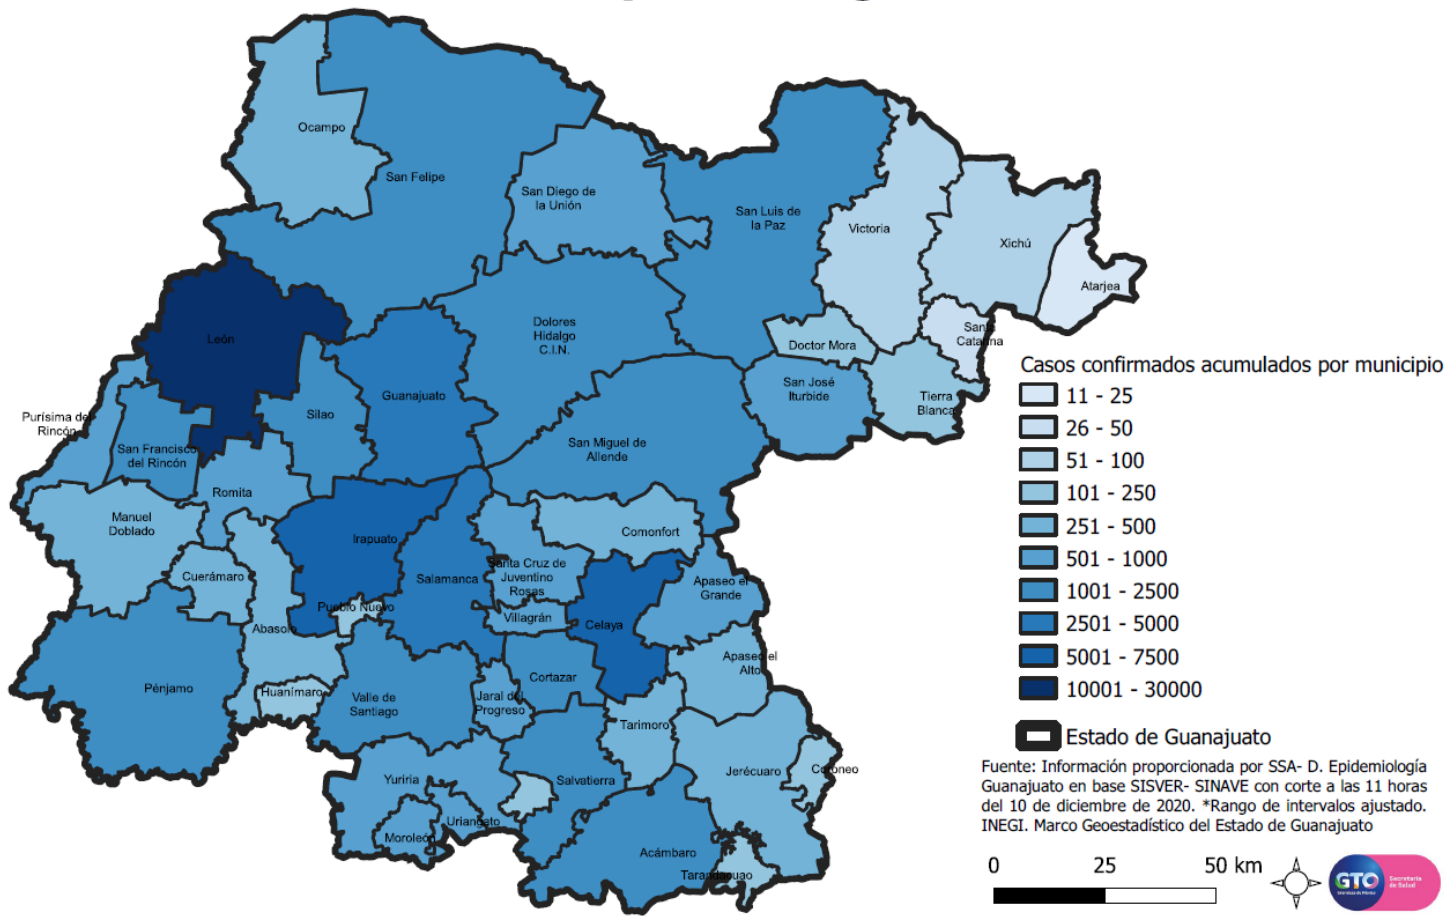 Ocampo
San Felipe
San Diego de
la Unión
San Luis de
la Paz
Victoria
Xichú
Atarjea
León
Dolores
Hidalgo
C.I.N.
Doctor Mora
Santa
Catarina
Guanajuato
San José
Iturbide
Tierra
Blanca
Silao
Purísima del
Rincón
San Francisco
del Rincón
San Miguel de
Allende
Romita
Manuel
Doblado
Irapuato
Comonfort
Cuerámaro
Salamanca
Santa Cruz de
Juventino
Rosas
Apaseo el
Grande
Pueblo Nuevo
Villagrán
Celaya
Abasolo
Apaseo el
Alto
Pénjamo
Huanímaro
Valle de
Santiago
Jaral del
Progreso
Cortazar
Tarimoro
Yuriria
Salvatierra
Jerécuaro
Coroneo
Uriangato
Moroleón
Acámbaro
Tarandacuao
Casos confirmados acumulados por municipio
11 - 25
26 - 50
51 - 100
101 - 250
251 - 500
501 - 1000
1001 - 2500
2501 - 5000
5001 - 7500
10001 - 30000
Estado de Guanajuato
Fuente: Información proporcionada por SSA- D. Epidemiología
Guanajuato en base SISVER- SINAVE con corte a las 11 horas
del 10 de diciembre de 2020. *Rango de intervalos ajustado.
INEGI. Marco Geoestadístico del Estado de Guanajuato
0 25 50 km
GTO
Secretaría
de Salud